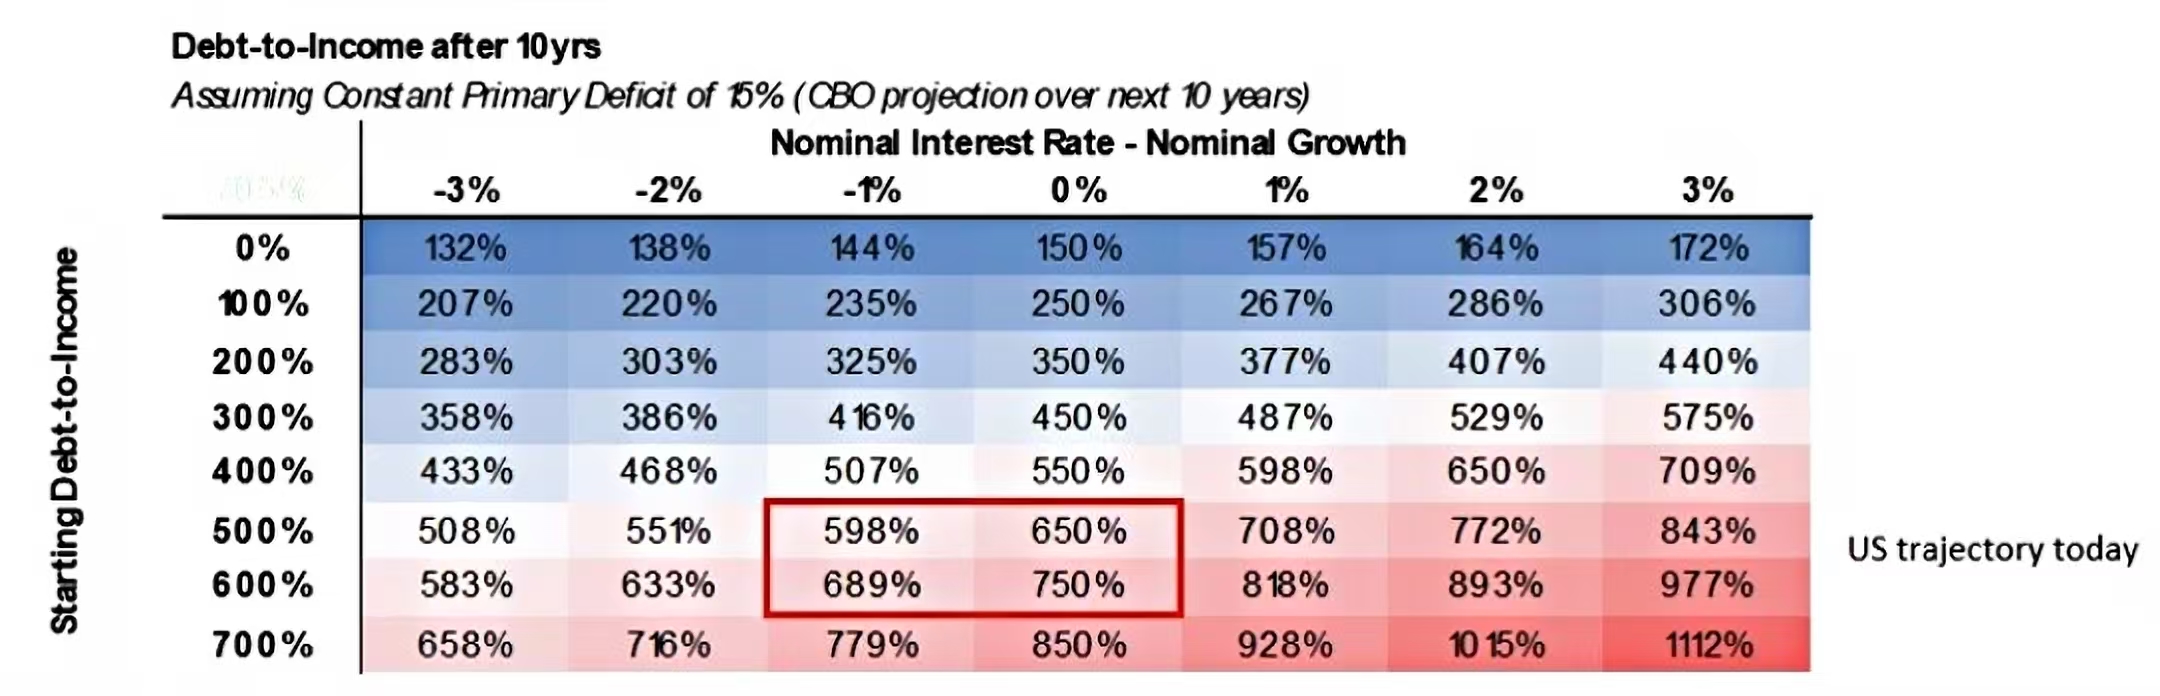 Debt-to-Income after 10yrs
Assuming Constant Primary Deficit of 15% (CBO projection over next 10 years)
Nominal Interest Rate - Nominal Growth
-3% -2% -1% 0% 1% 2% 3%
Starting Debt-to-Income
0% 132% 138% 144% 150% 157% 164% 172%
100% 207% 220% 235% 250% 267% 286% 306%
200% 283% 303% 325% 350% 377% 407% 440%
300% 358% 386% 416% 450% 487% 529% 575%
400% 433% 468% 507% 550% 598% 650% 709%
500% 508% 551% 598% 650% 708% 772% 843%
US trajectory today
600% 583% 633% 689% 750% 818% 893% 977%
700% 658% 716% 779% 850% 928% 1015% 1112%